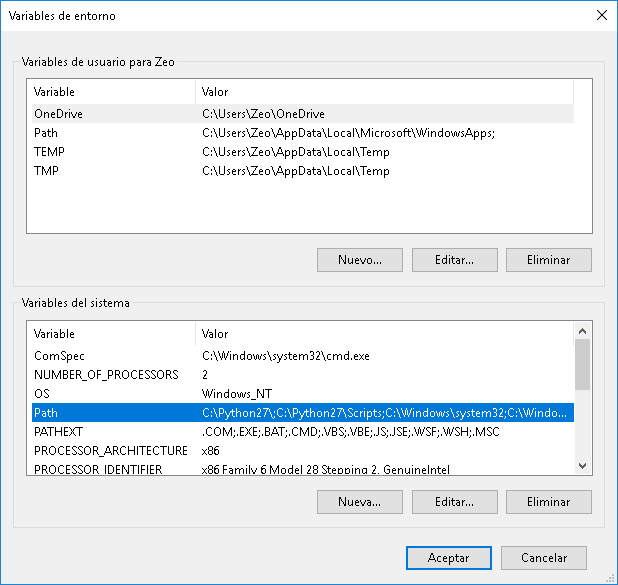 Variables de entorno
Variables de usuario para Zeo
Variable Valor
OneDrive C:\Users\Zeo\OneDrive
Path C:\Users\Zeo\AppData\Local\Microsoft\WindowsApps;
TEMP C:\Users\Zeo\AppData\Local\Temp
TMP C:\Users\Zeo\AppData\Local\Temp
Nuevo... Editar... Eliminar
Variables del sistema
Variable Valor
ComSpec C:\Windows\system32\cmd.exe
NUMBER_OF_PROCESSORS 2
OS Windows_NT
Path C:\Python27\;C:\Python27\Scripts;C:\Windows\system32;C:\Windo...
PATHEXT .COM;.EXE;.BAT;.CMD;.VBS;.VBE;.JS;.JSE;.WSF;.WSH;.MSC
PROCESSOR_ARCHITECTURE x86
PROCESSOR_IDENTIFIER x86 Family 6 Model 28 Stepping 2, GenuineIntel
Nueva... Editar... Eliminar
Aceptar Cancelar